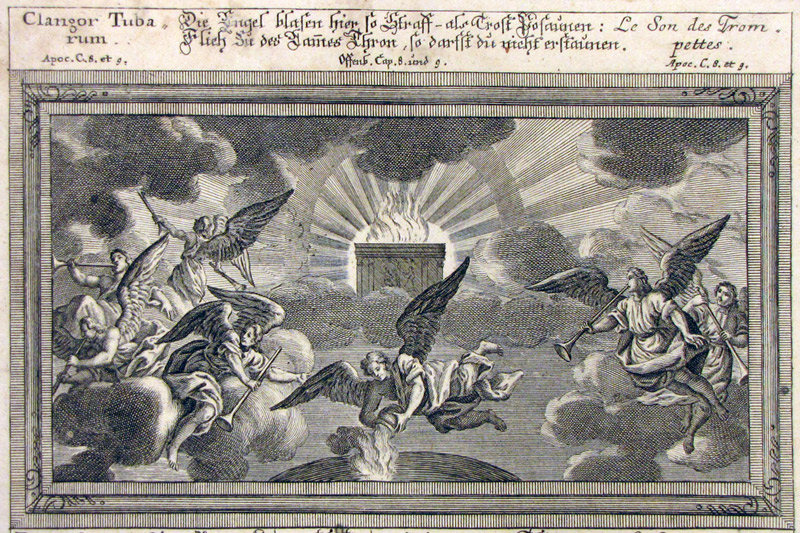 Clangor Tuba
rum.
Apoc. C. 8. et 9.
Die Engel blasen hier, so Straff- als Trost Posaunen:
Flieh zu des Lam̅es Thron, so darfst du nicht erstaunen.
Offenb. Cap. 8. und 9.
Le Son des Trom.
pettes.
Apoc. C. 8. et 9.